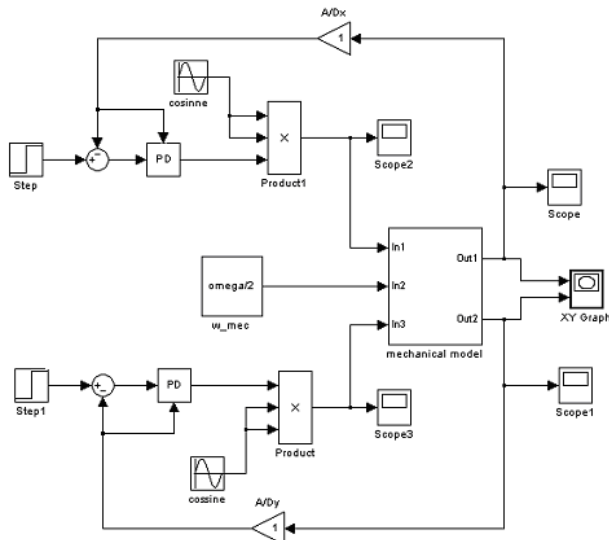 A/Dx
1
cosinne
+
-
PD
×
Step
Product1
Scope2
Scope
In1
omega/2
In2
Out1
w_mec
In3
Out2
XY Graph
mechanical model
+
-
PD
×
Step1
Scope3
Scope1
Product
cossine
A/Dy
1